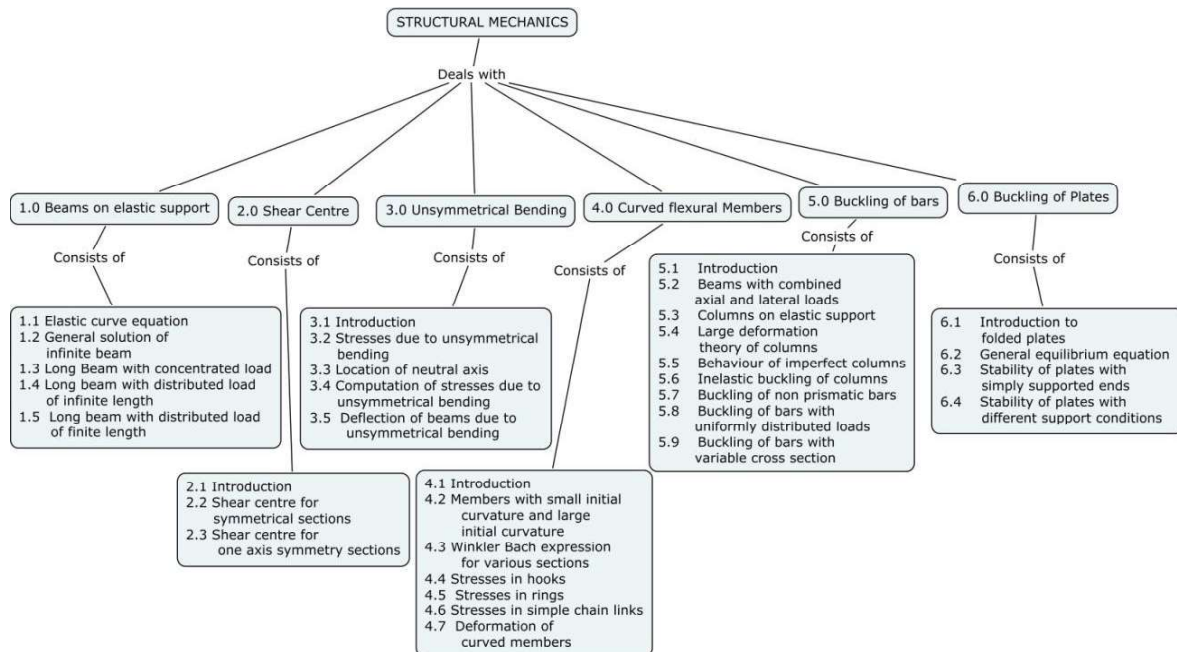 STRUCTURAL MECHANICS
Deals with
1.0 Beams on elastic support
2.0 Shear Centre
3.0 Unsymmetrical Bending
4.0 Curved flexural Members
5.0 Buckling of bars
6.0 Buckling of Plates
Consists of
Consists of
Consists of
Consists of
Consists of
Consists of
1.1 Elastic curve equation
1.2 General solution of
infinite beam
1.3 Long Beam with concentrated load
1.4 Long beam with distributed load
of infinite length
1.5 Long beam with distributed load
of finite length
2.1 Introduction
2.2 Shear centre for
symmetrical sections
2.3 Shear centre for
one axis symmetry sections
3.1 Introduction
3.2 Stresses due to unsymmetrical
bending
3.3 Location of neutral axis
3.4 Computation of stresses due to
unsymmetrical bending
3.5 Deflection of beams due to
unsymmetrical bending
4.1 Introduction
4.2 Members with small initial
curvature and large
initial curvature
4.3 Winkler Bach expression
for various sections
4.4 Stresses in hooks
4.5 Stresses in rings
4.6 Stresses in simple chain links
4.7 Deformation of
curved members
5.1 Introduction
5.2 Beams with combined
axial and lateral loads
5.3 Columns on elastic support
5.4 Large deformation
theory of columns
5.5 Behaviour of imperfect columns
5.6 Inelastic buckling of columns
5.7 Buckling of non prismatic bars
5.8 Buckling of bars with
uniformly distributed loads
5.9 Buckling of bars with
variable cross section
6.1 Introduction to
folded plates
6.2 General equilibrium equation
6.3 Stability of plates with
simply supported ends
6.4 Stability of plates with
different support conditions